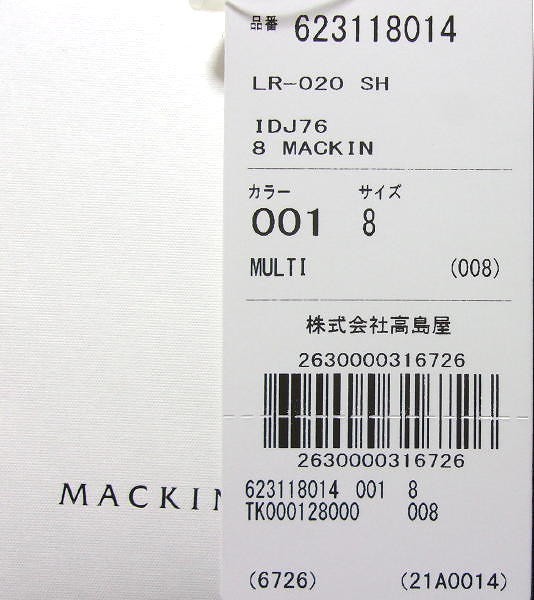 品番 623118014
LR-020 SH
IDJ76
8 MACKIN
カラー サイズ
001 8
MULTI (008)
株式会社高島屋
2630000316726
2630000316726
623118014 001 8
TK000128000 008
(6726) (21A0014)
MACKIN